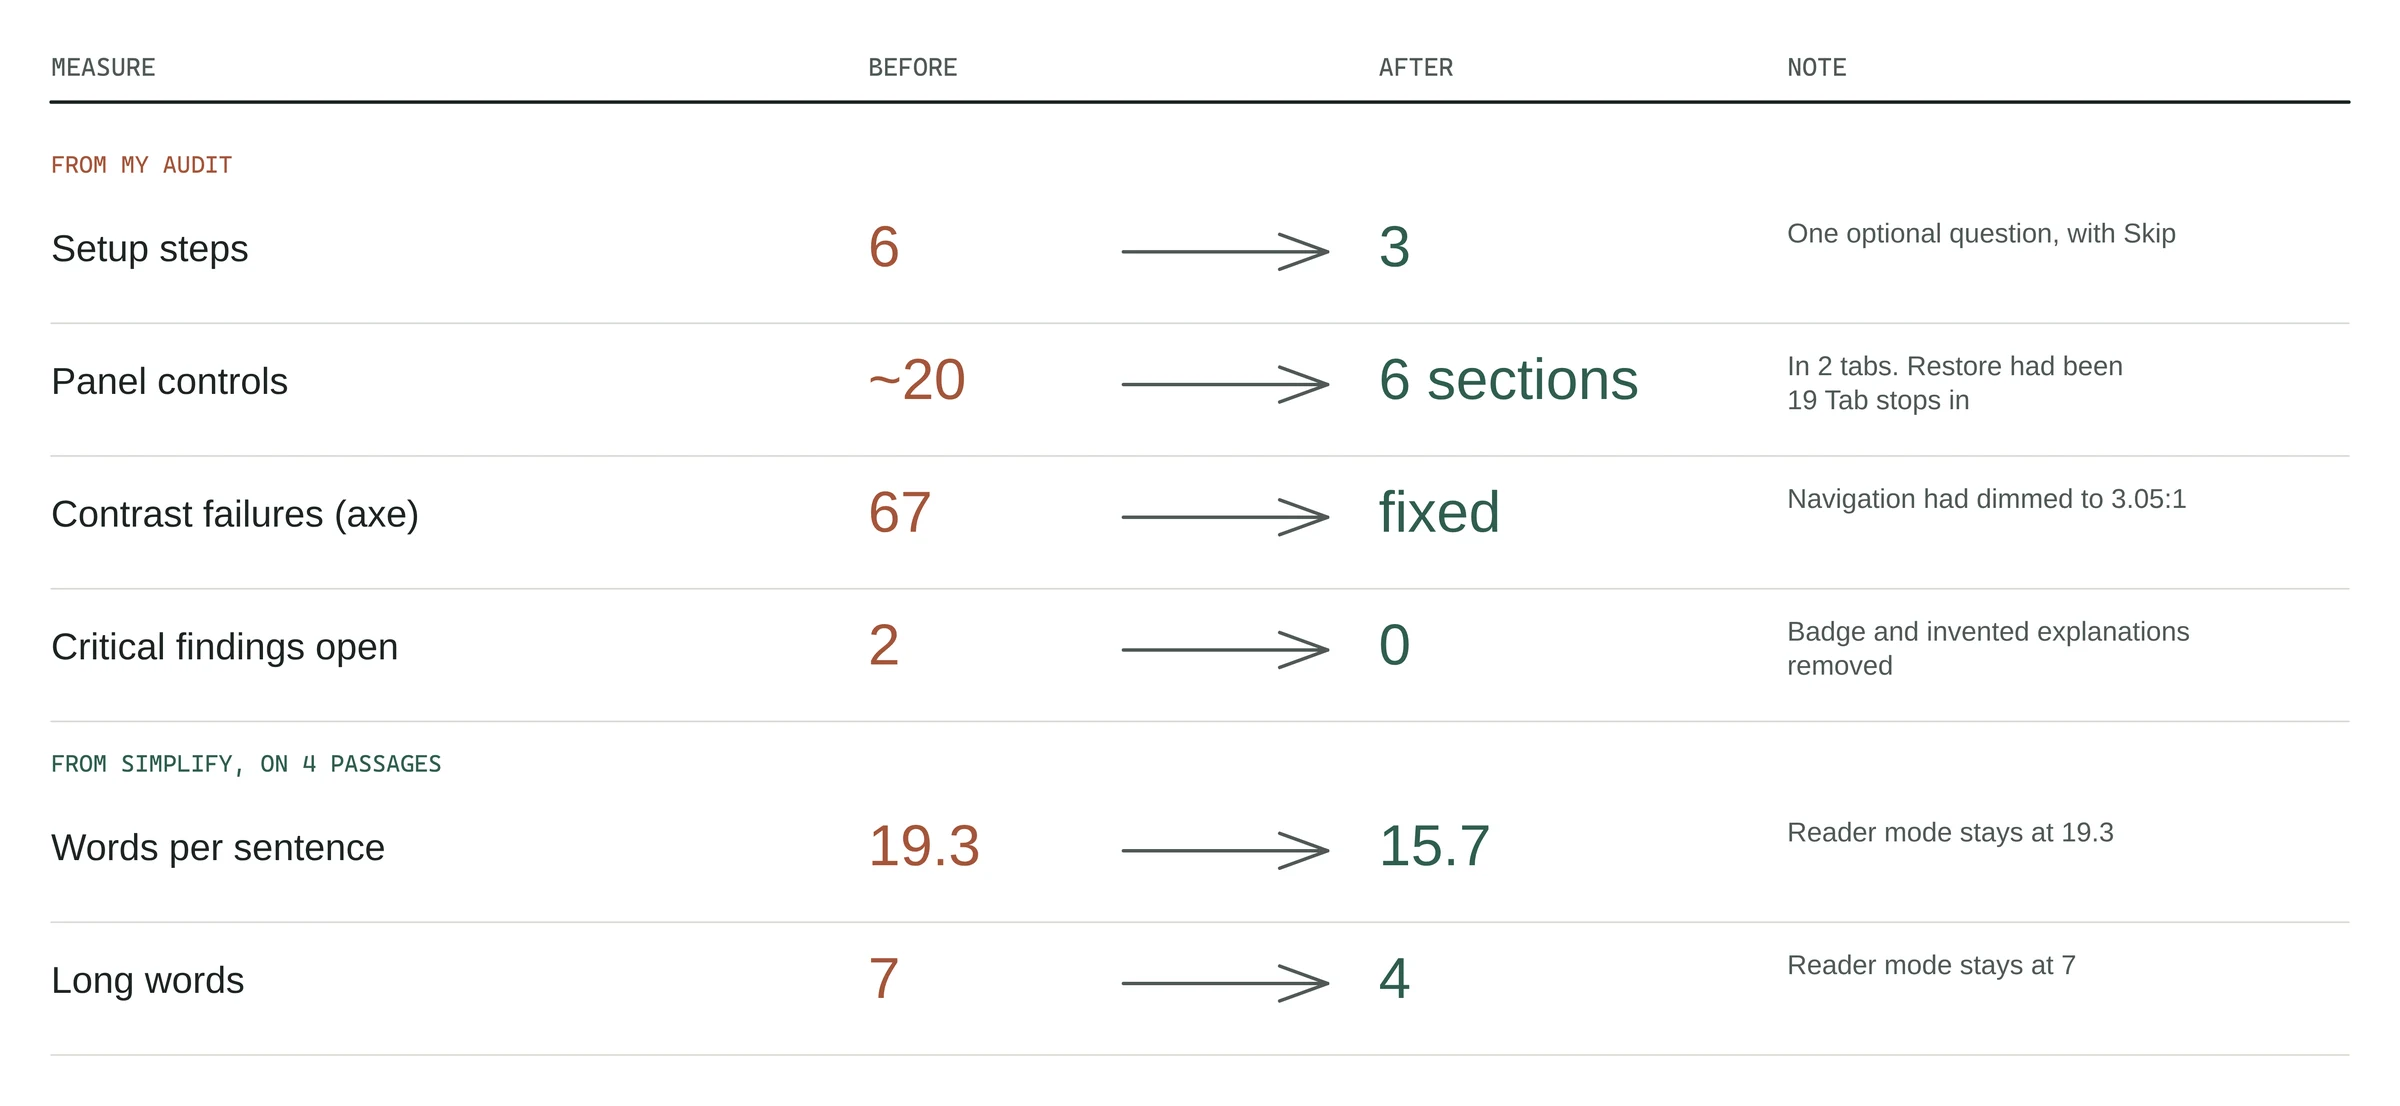 MEASURE BEFORE AFTER NOTE
FROM MY AUDIT
Setup steps 6 3 One optional question, with Skip
Panel controls ~20 6 sections In 2 tabs. Restore had been
19 Tab stops in
Contrast failures (axe) 67 fixed Navigation had dimmed to 3.05:1
Critical findings open 2 0 Badge and invented explanations
removed
FROM SIMPLIFY, ON 4 PASSAGES
Words per sentence 19.3 15.7 Reader mode stays at 19.3
Long words 7 4 Reader mode stays at 7